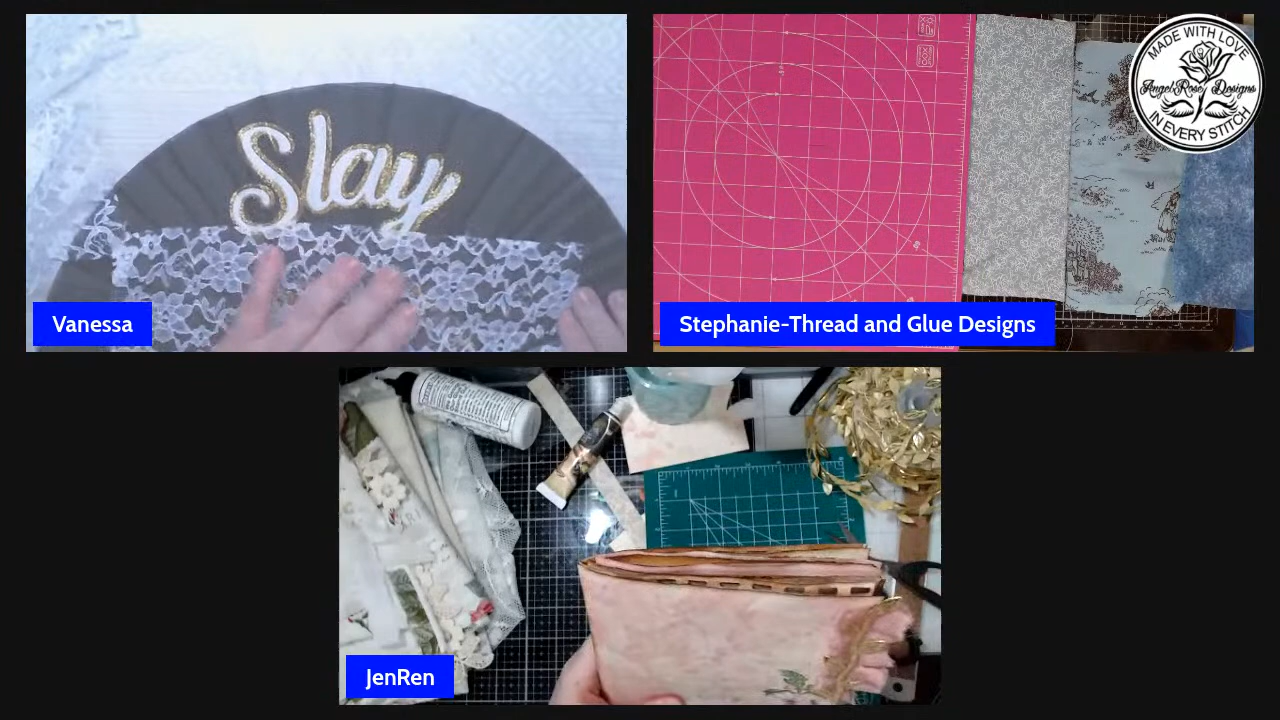 Slay
MADE WITH LOVE
AngelRose Designs
IN EVERY STITCH
Vanessa
Stephanie-Thread and Glue Designs
JenRen